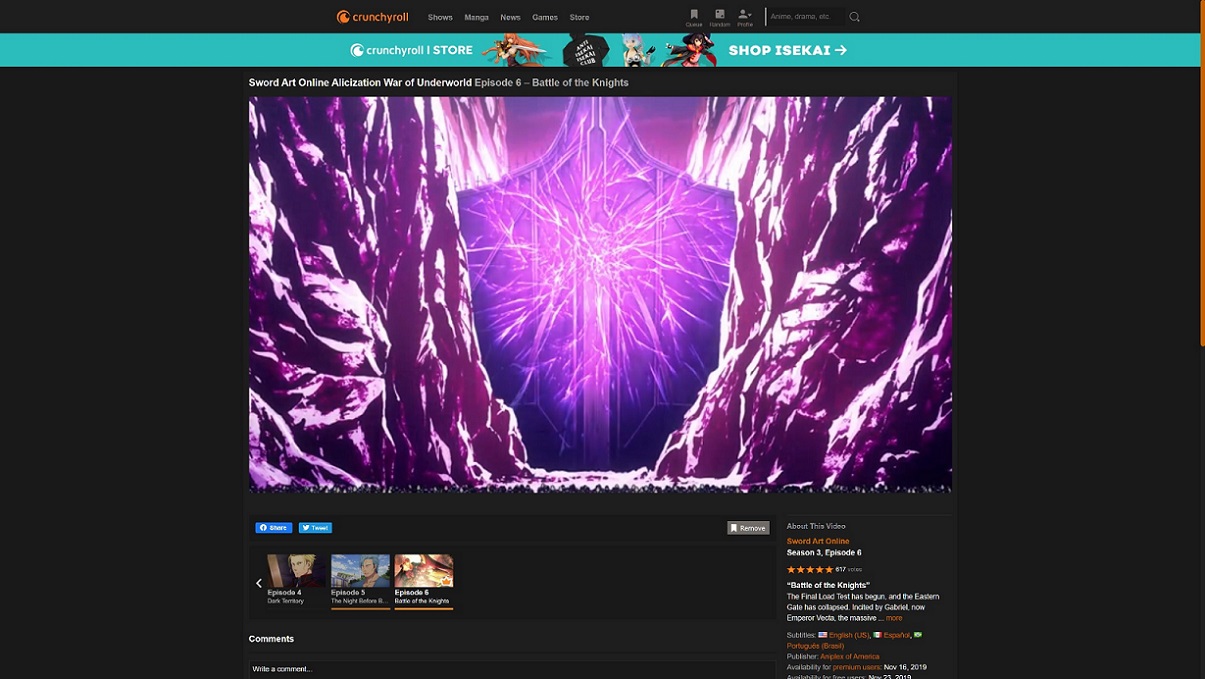 crunchyroll
Shows
Manga
News
Games
Store
Queue
Random
Profile
Anime, drama, etc.
crunchyroll | STORE
ANTI
ISEKAI
ISEKAI
CLUB
SHOP ISEKAI →
Sword Art Online Alicization War of Underworld Episode 6 – Battle of the Knights
Share
Tweet
Remove
Episode 4
Dark Territory
Episode 5
The Night Before B...
Episode 6
Battle of the Knights
Comments
Write a comment...
About This Video
Sword Art Online
Season 3, Episode 6
617 votes
“Battle of the Knights”
The Final Load Test has begun, and the Eastern
Gate has collapsed. Incited by Gabriel, now
Emperor Vecta, the massive ... more
Subtitles: English (US), Español,
Português (Brasil)
Publisher: Aniplex of America
Availability for premium users: Nov 16, 2019
Availability for free users: Nov 23, 2019